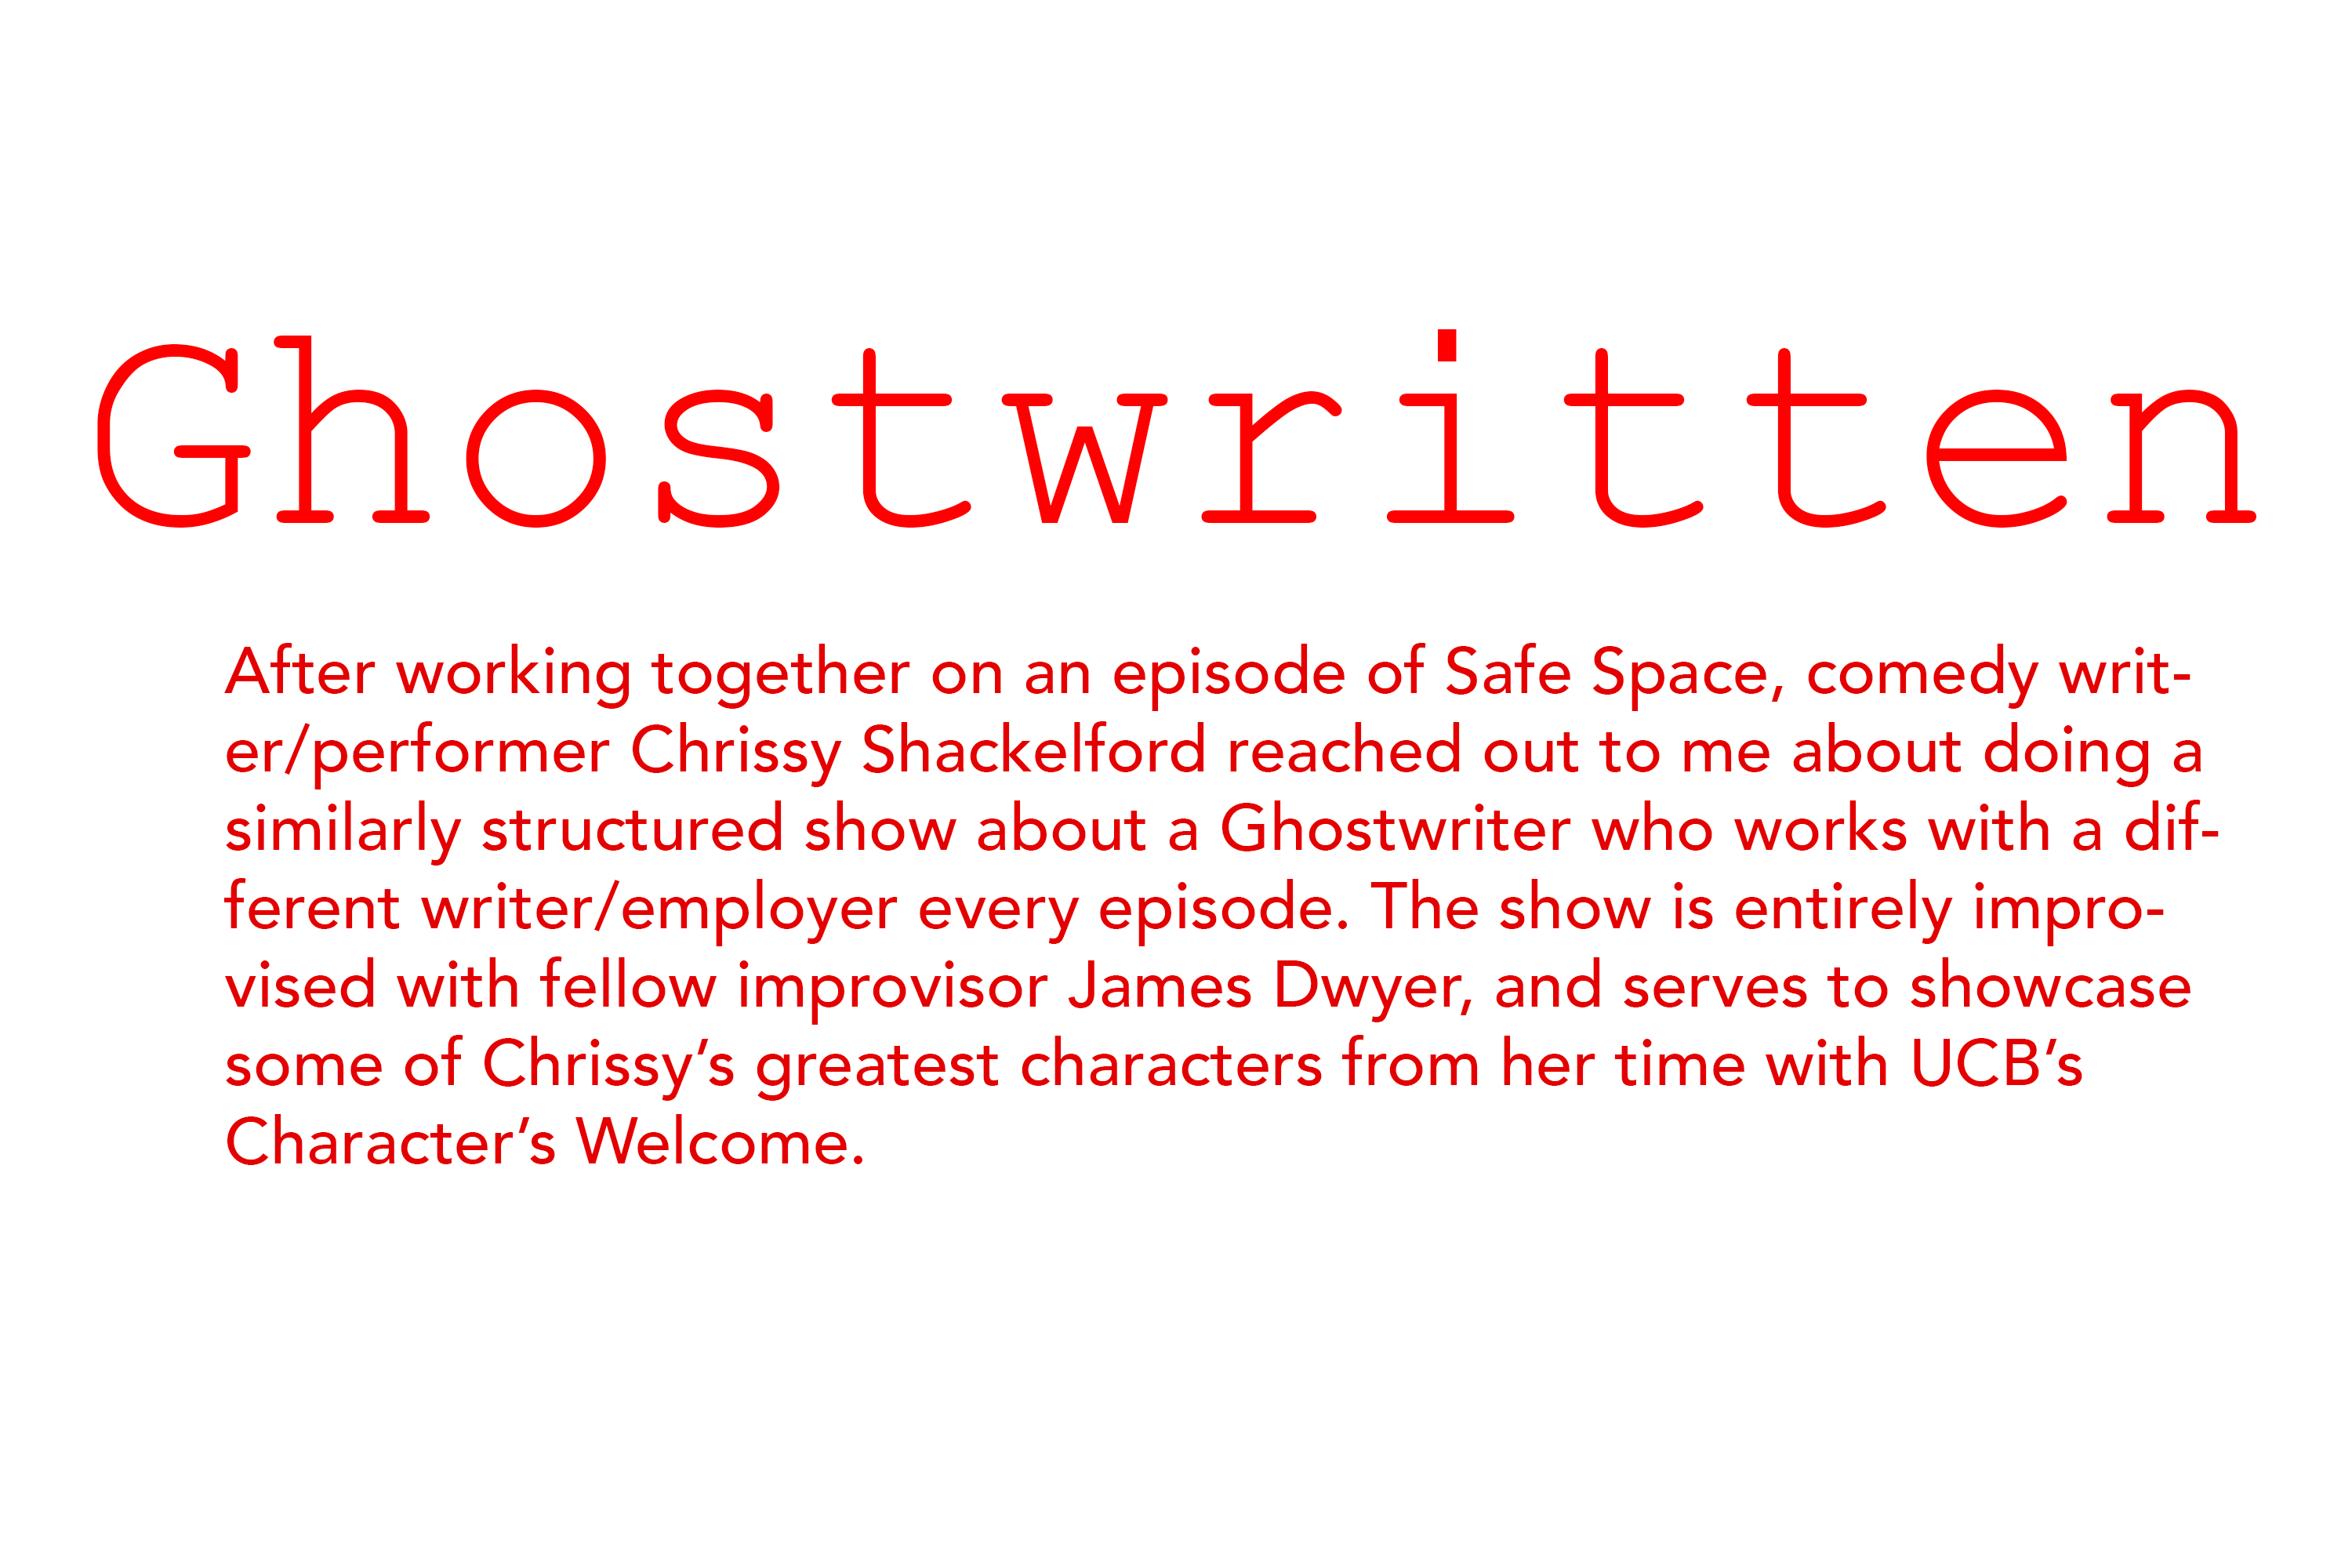 Ghostwritten
After working together on an episode of Safe Space, comedy writ-
er/performer Chrissy Shackelford reached out to me about doing a
similarly structured show about a Ghostwriter who works with a dif-
ferent writer/employer every episode. The show is entirely impro-
vised with fellow improvisor James Dwyer, and serves to showcase
some of Chrissy‘s greatest characters from her time with UCB‘s
Character‘s Welcome.